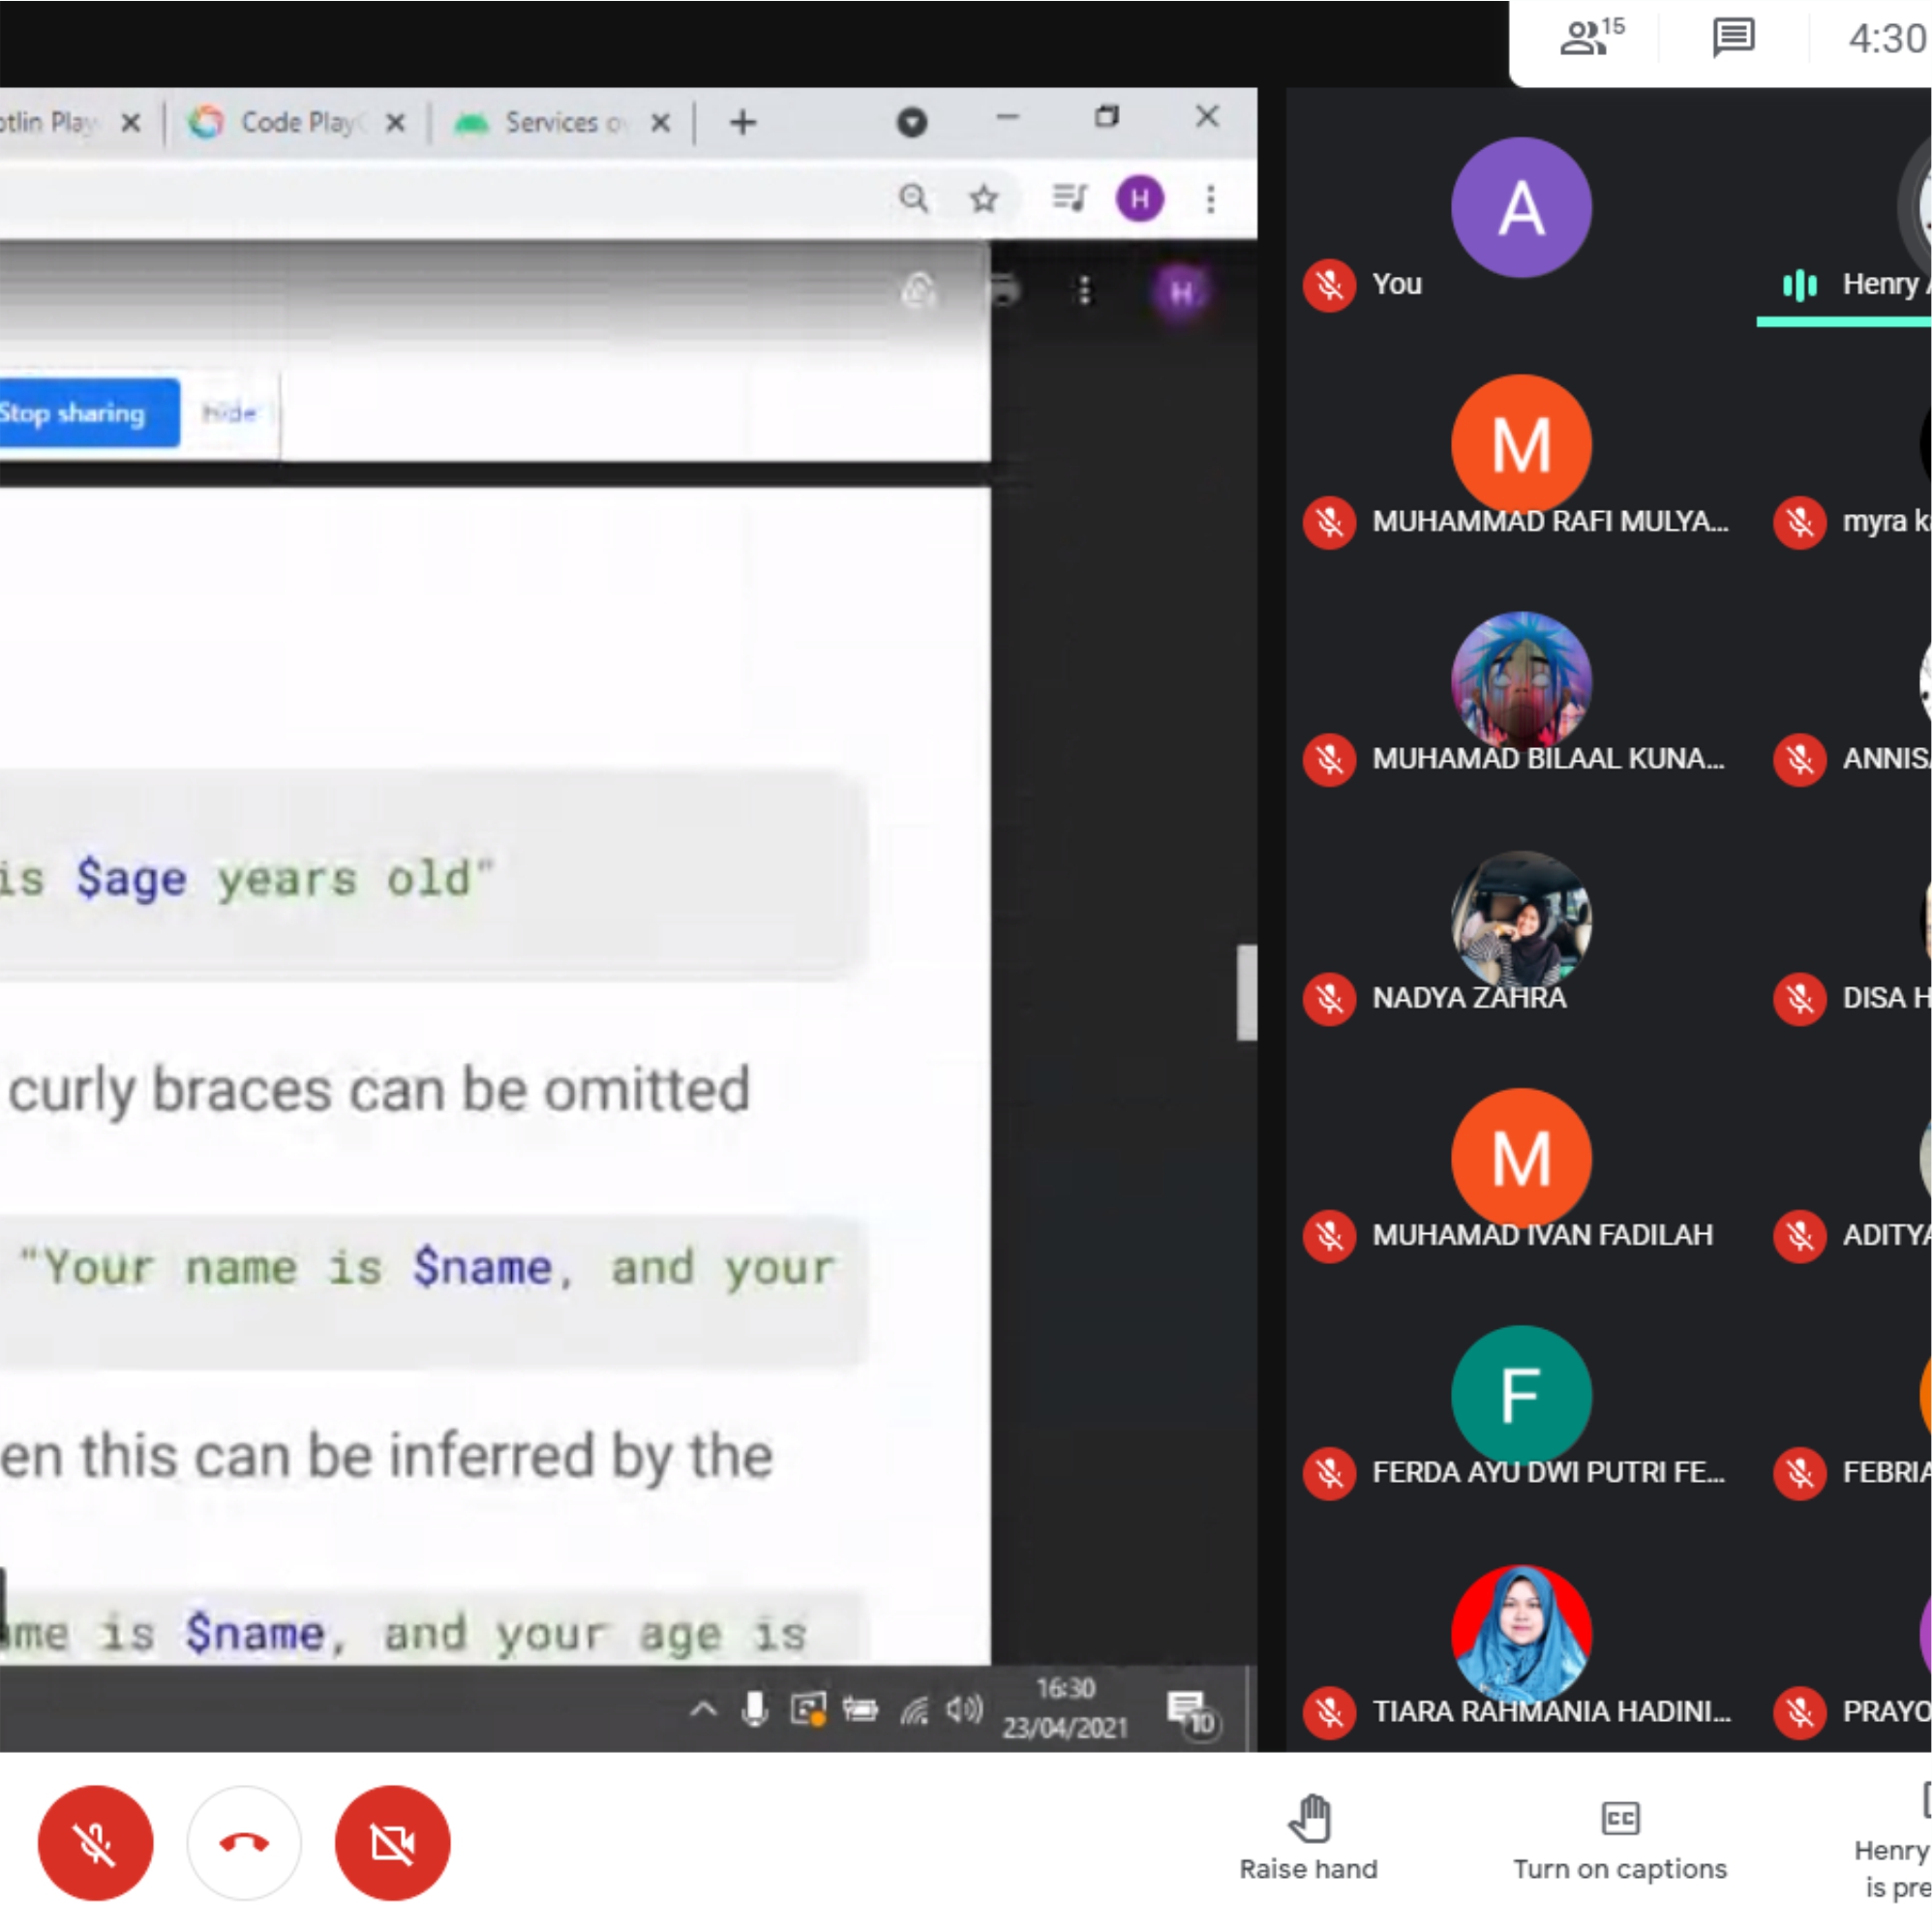 15
4:30
otlin Play
Code Play
Services o
H
H
Stop sharing
hide
is $age years old"
curly braces can be omitted
"Your name is $name, and your
en this can be inferred by the
ame is $name, and your age is
16:30
23/04/2021
10
A
You
Henry A
M
MUHAMMAD RAFI MULYA...
myra k
MUHAMAD BILAAL KUNA...
ANNISA
NADYA ZAHRA
DISA H
M
MUHAMAD IVAN FADILAH
ADITYA
F
FERDA AYU DWI PUTRI FE...
FEBRIA
TIARA RAHMANIA HADINI...
PRAYO
Raise hand
CC
Turn on captions
Henry
is pre